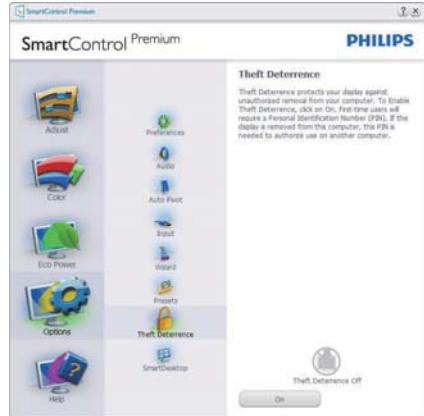 SmartControl Premium
SmartControl Premium
PHILIPS
Adjust
Color
Eco Power
Options
Help
Preferences
Audio
Auto Pivot
Input
Wizard
Presets
Theft Deterrence
SmartDesktop
Theft Deterrence
Theft Deterrence protects your display against
unauthorized removal from your computer. To Enable
Theft Deterrence, click on On. First-time users will
require a Personal Identification Number (PIN). If the
display is removed from this computer, this PIN is
needed to authorize use on another computer.
Theft Deterrence Off
On